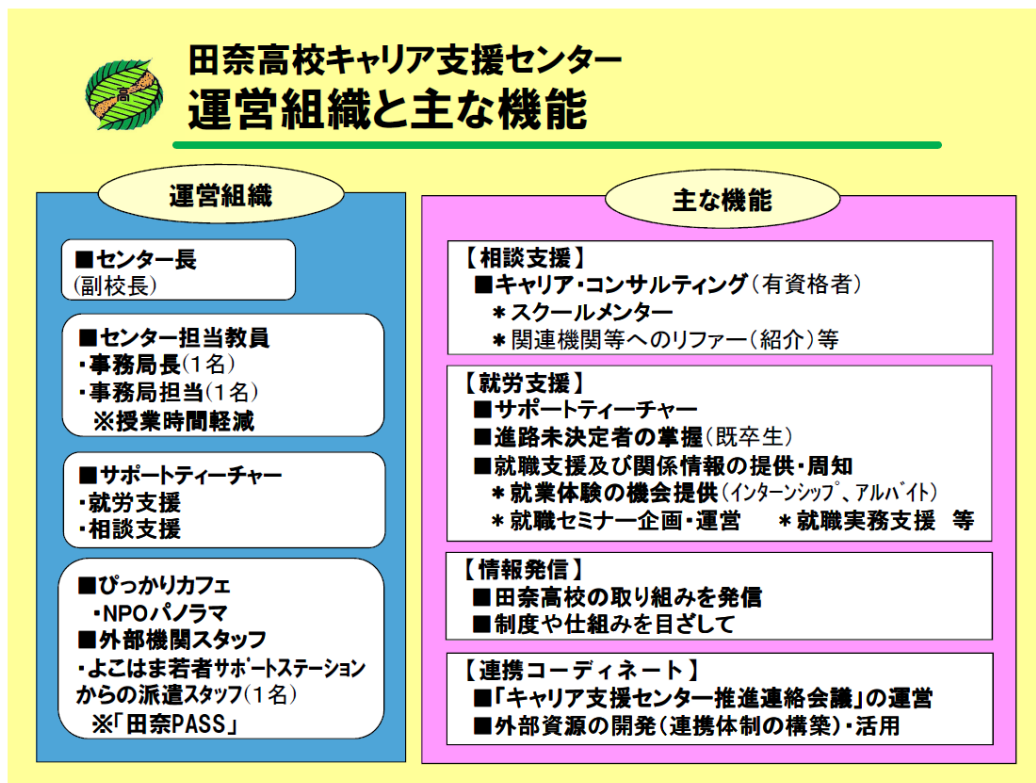 高
田奈高校キャリア支援センター
運営組織と主な機能
運営組織
■センター長
(副校長)
■センター担当教員
・事務局長(1名)
・事務局担当(1名)
※授業時間軽減
■サポートティーチャー
・就労支援
・相談支援
■ぴっかりカフェ
・NPOパノラマ
■外部機関スタッフ
・よこはま若者サポートステーション
からの派遣スタッフ(1名)
※「田奈PASS」
主な機能
【相談支援】
■キャリア・コンサルティング(有資格者)
＊スクールメンター
＊関連機関等へのリファー(紹介)等
【就労支援】
■サポートティーチャー
■進路未決定者の掌握(既卒生)
■就職支援及び関係情報の提供・周知
＊就業体験の機会提供(インターンシップ、アルバイト)
＊就職セミナー企画・運営　＊就職実務支援 等
【情報発信】
■田奈高校の取り組みを発信
■制度や仕組みを目ざして
【連携コーディネート】
■「キャリア支援センター推進連絡会議」の運営
■外部資源の開発(連携体制の構築)・活用